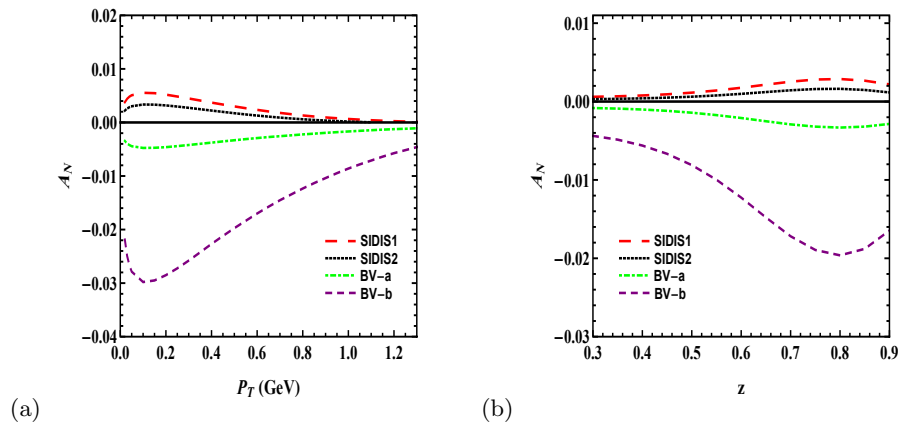 0.02
0.01
0.00
−0.01
−0.02
−0.03
−0.04
A_N
SIDIS1
SIDIS2
BV−a
BV−b
0.0 0.2 0.4 0.6 0.8 1.0 1.2
P_T (GeV)
(a)
0.01
0.00
−0.01
−0.02
−0.03
A_N
SIDIS1
SIDIS2
BV−a
BV−b
0.3 0.4 0.5 0.6 0.7 0.8 0.9
z
(b)